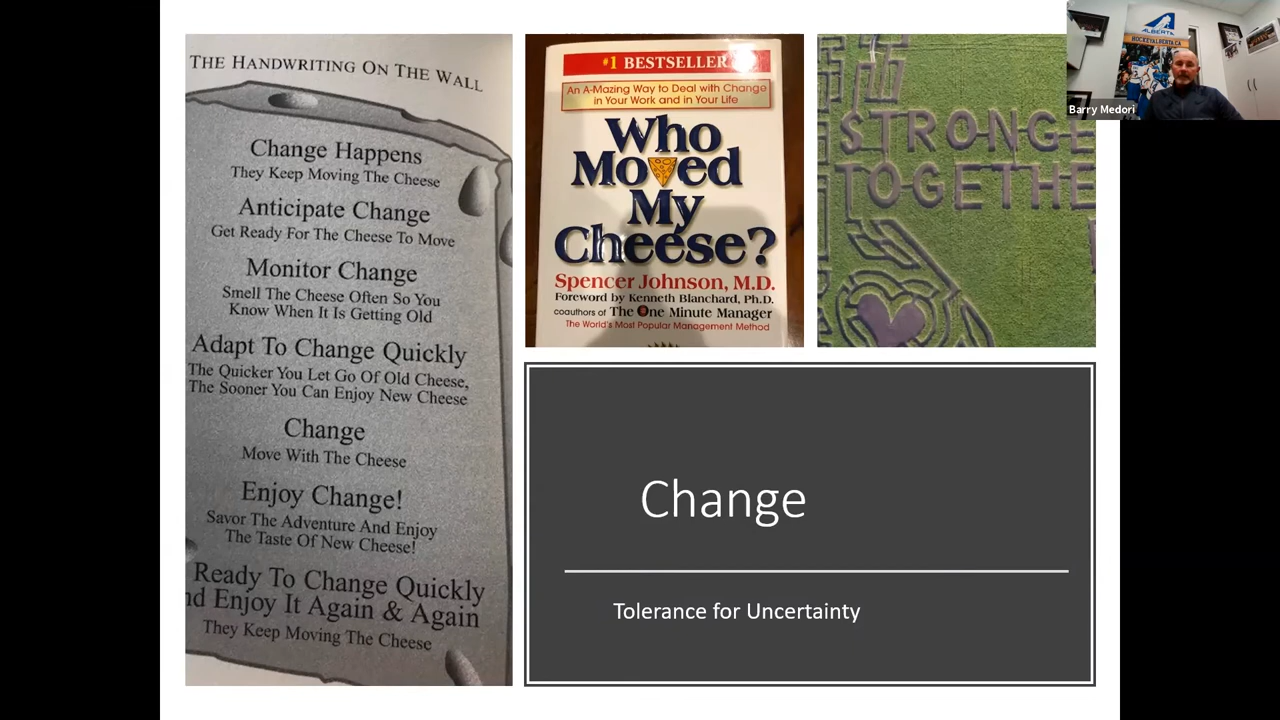 THE HANDWRITING ON THE WALL
Change Happens
They Keep Moving The Cheese
Anticipate Change
Get Ready For The Cheese To Move
Monitor Change
Smell The Cheese Often So You
Know When It Is Getting Old
Adapt To Change Quickly
The Quicker You Let Go Of Old Cheese,
The Sooner You Can Enjoy New Cheese
Change
Move With The Cheese
Enjoy Change!
Savor The Adventure And Enjoy
The Taste Of New Cheese!
Ready To Change Quickly
nd Enjoy It Again & Again
They Keep Moving The Cheese
#1 BESTSELLER
An A-Mazing Way to Deal with Change
in Your Work and in Your Life
Who
Moved
My
Cheese?
Spencer Johnson, M.D.
Foreword by Kenneth Blanchard, Ph.D.
coauthors of The One Minute Manager
The World's Most Popular Management Method
STRONGE
TOGETHE
Change
Tolerance for Uncertainty
ALBERTA
HOCKEYALBERTA.CA
Barry Medori